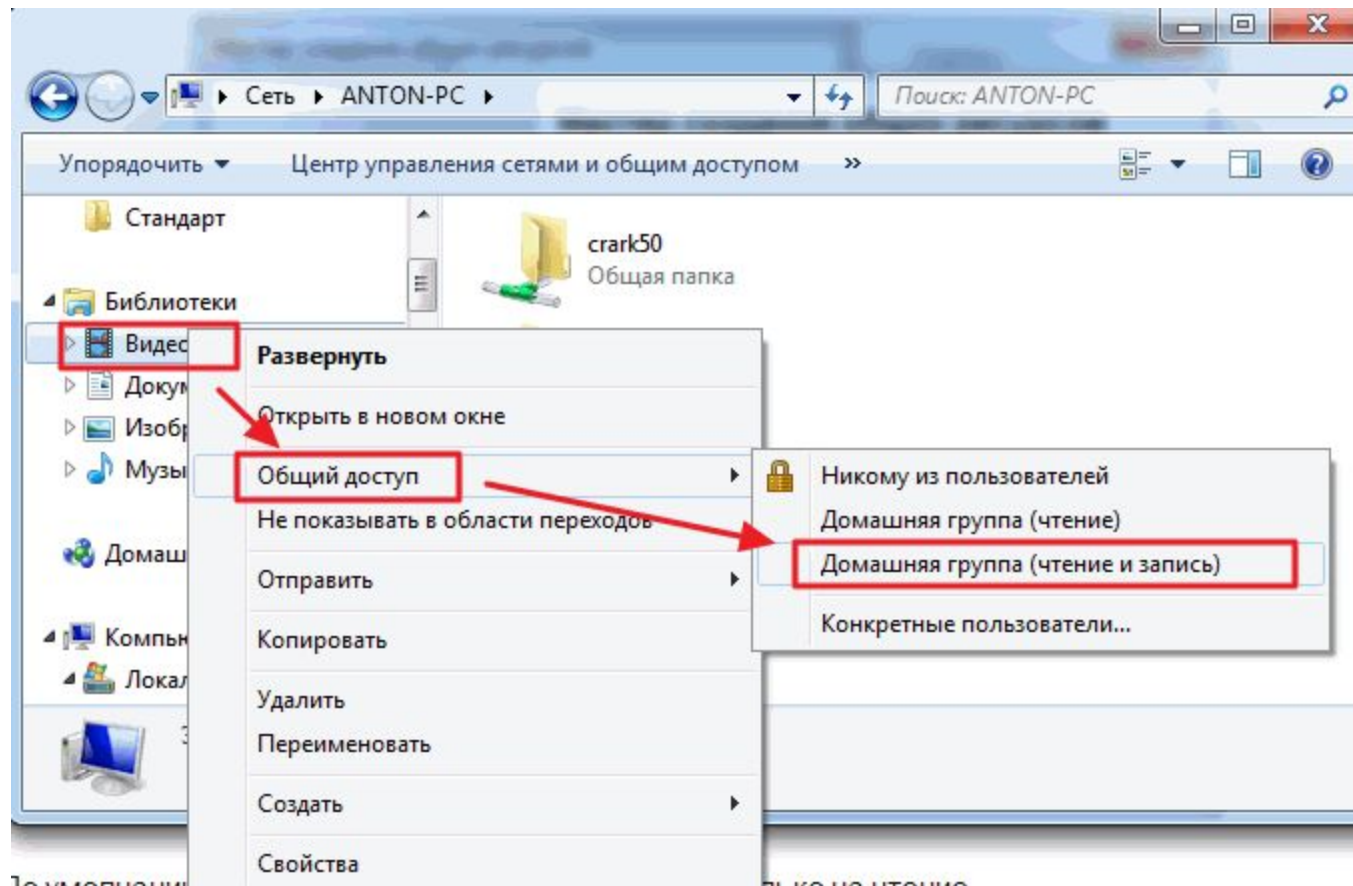 Сеть ANTON-PC
Поиск: ANTON-PC
Упорядочить Центр управления сетями и общим доступом »
Стандарт
crark50
Общая папка
Библиотеки
Видео
Развернуть
Открыть в новом окне
Общий доступ
Никому из пользователей
Не показывать в области переходов
Домашняя группа (чтение)
Домашняя группа (чтение и запись)
Отправить
Конкретные пользователи...
Копировать
Удалить
Переименовать
Создать
Свойства